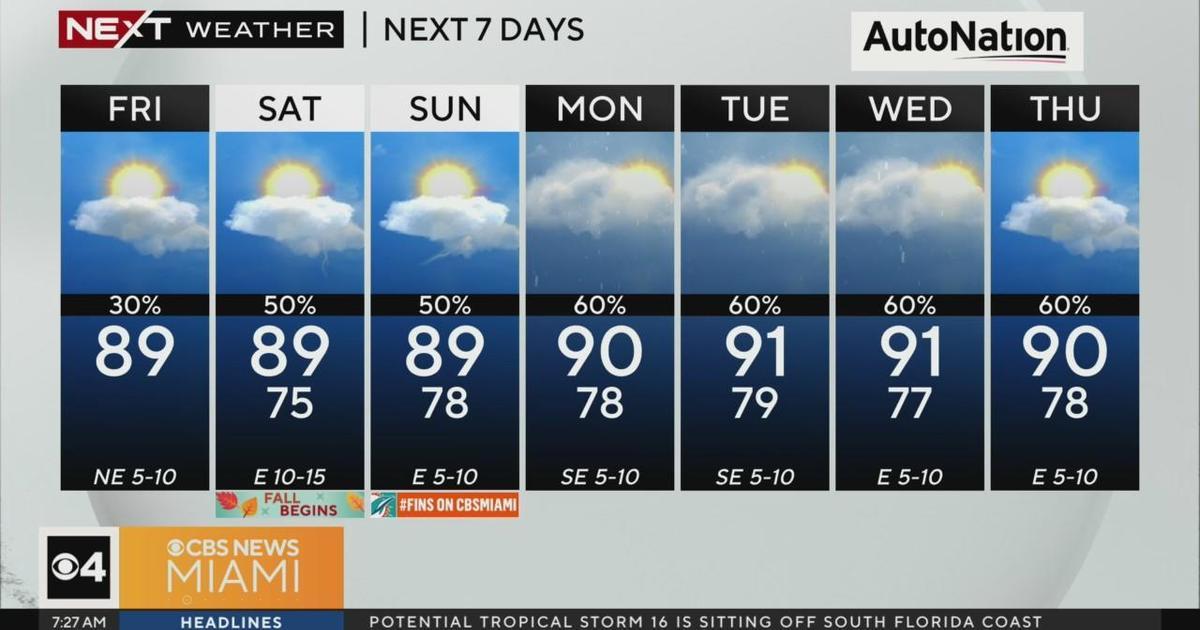 NEXT WEATHER | NEXT 7 DAYS
AutoNation
FRI SAT SUN MON TUE WED THU
30% 50% 50% 60% 60% 60% 60%
89 89 89 90 91 91 90
75 78 78 79 77 78
NE 5-10 E 10-15 E 5-10 SE 5-10 SE 5-10 E 5-10 E 5-10
FALL BEGINS #FINS ON CBSMIAMI
4 CBS NEWS MIAMI
7:27 AM HEADLINES POTENTIAL TROPICAL STORM 16 IS SITTING OFF SOUTH FLORIDA COAST